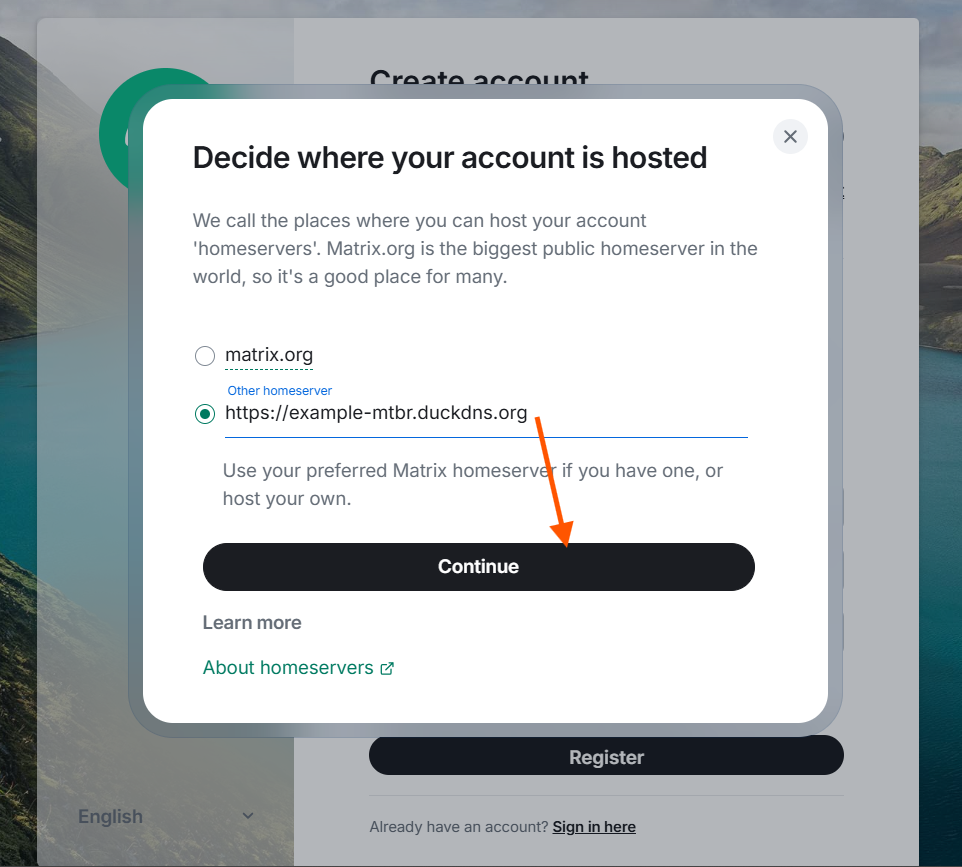 Create account
Decide where your account is hosted
We call the places where you can host your account
'homeservers'. Matrix.org is the biggest public homeserver in the
world, so it's a good place for many.
matrix.org
Other homeserver
https://example-mtbr.duckdns.org
Use your preferred Matrix homeserver if you have one, or
host your own.
Continue
Learn more
About homeservers
Register
English
Already have an account? Sign in here